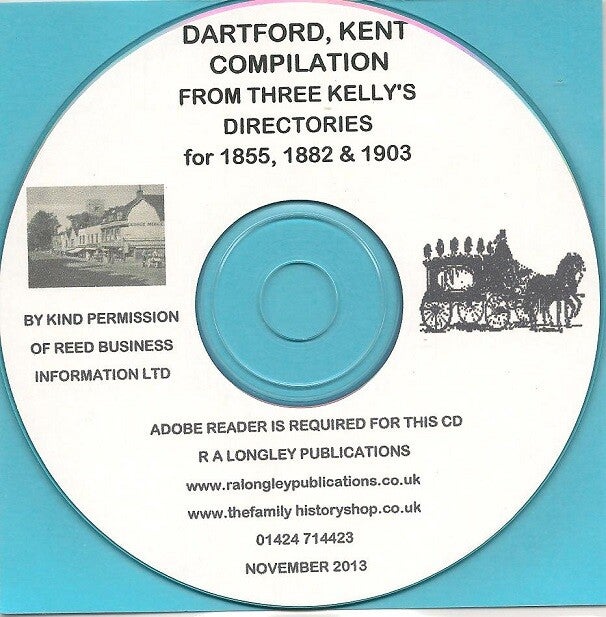 DARTFORD, KENT
COMPILATION
FROM THREE KELLY'S
DIRECTORIES
for 1855, 1882 & 1903
BY KIND PERMISSION
OF REED BUSINESS
INFORMATION LTD
ADOBE READER IS REQUIRED FOR THIS CD
R A LONGLEY PUBLICATIONS
www.ralongleypublications.co.uk
www.thefamily historyshop.co.uk
01424 714423
NOVEMBER 2013